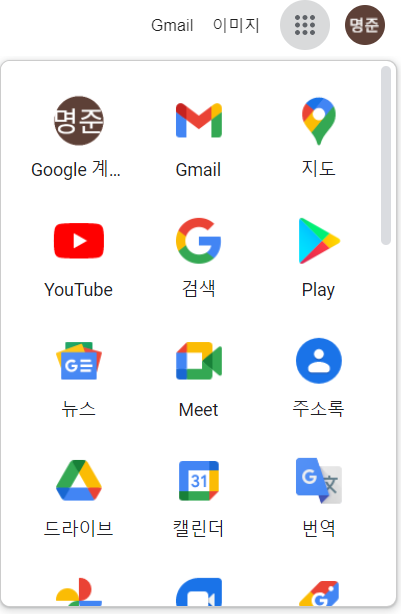 Gmail 이미지 명준
명준
Google 계... Gmail 지도
YouTube 검색 Play
GE
뉴스 Meet 주소록
31 G 文
드라이브 캘린더 번역